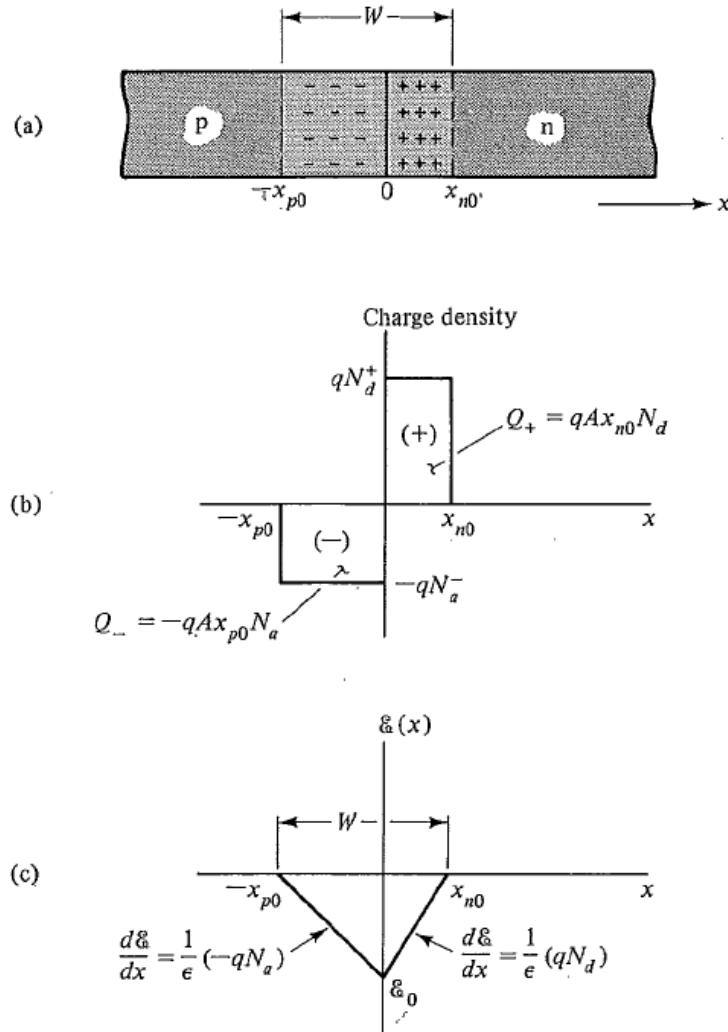 W
(a)
p
n
− − − + + +
− − − + + +
− − − + + +
− − − + + +
−x_{p0} 0 x_{n0} x
Charge density
qN_d^+
(+)
Q_+ = qAx_{n0}N_d
(b)
−x_{p0} x_{n0} x
(−)
−qN_a^−
Q_− = −qAx_{p0}N_a
ℰ(x)
W
(c)
−x_{p0} x_{n0} x
dℰ/dx = 1/ϵ (−qN_a) dℰ/dx = 1/ϵ (qN_d)
ℰ_0